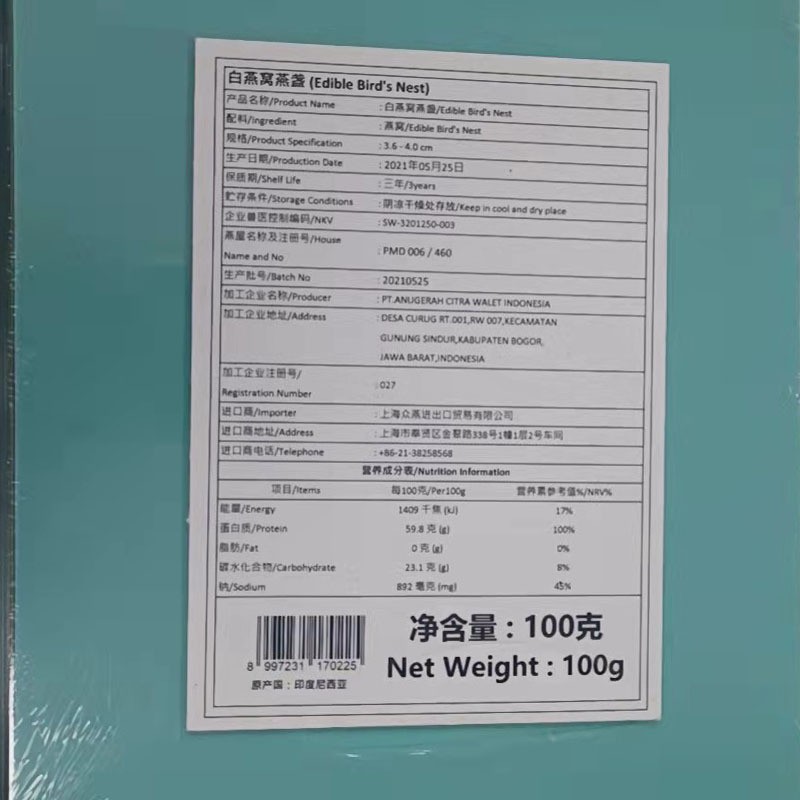 白燕窝燕盏 (Edible Bird's Nest)
产品名称/Product Name : 白燕窝燕盏/Edible Bird's Nest
配料/Ingredient : 燕窝/Edible Bird's Nest
规格/Product Specification : 3.6 - 4.0 cm
生产日期/Production Date : 2021年05月25日
保质期/Shelf Life : 三年/3years
贮存条件/Storage Conditions : 阴凉干燥处存放/Keep in cool and dry place
企业兽医控制编码/NKV : SW-3201250-003
燕屋名称及注册号/House
Name and No : PMD 006 / 460
生产批号/Batch No : 20210525
加工企业名称/Producer : PT.ANUGERAH CITRA WALET INDONESIA
加工企业地址/Address : DESA CURUG RT.001,RW 007,KECAMATAN
GUNUNG SINDUR,KABUPATEN BOGOR,
JAWA BARAT,INDONESIA
加工企业注册号/
Registration Number : 027
进口商/Importer : 上海众燕进出口贸易有限公司
进口商地址/Address : 上海市奉贤区金聚路338号1幢1层2号车间
进口商电话/Telephone : +86-21-38258568
营养成分表/Nutrition Information
项目/Items 每100克/Per100g 营养素参考值%/NRV%
能量/Energy 1409 千焦 (kJ) 17%
蛋白质/Protein 59.8 克 (g) 100%
脂肪/Fat 0 克 (g) 0%
碳水化合物/Carbohydrate 23.1 克 (g) 8%
钠/Sodium 892 毫克 (mg) 45%
净含量 : 100克
Net Weight : 100g
8 997231 170225
原产国 : 印度尼西亚